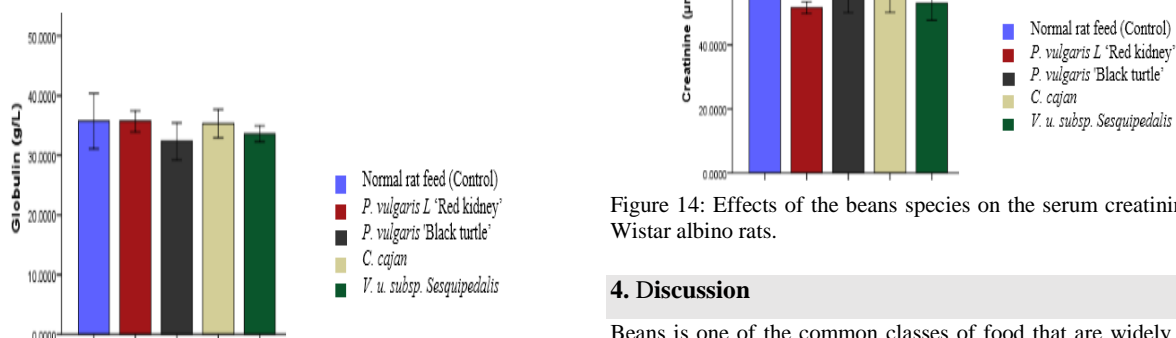 50.0000
40.0000
30.0000
20.0000
10.0000
0.0000
Globulin (g/L)
Normal rat feed (Control)
P. vulgaris L ‘Red kidney’
P. vulgaris 'Black turtle’
C. cajan
V. u. subsp. Sesquipedalis
40.0000
20.0000
0.0000
Creatinine
Normal rat feed (Control)
P. vulgaris L ‘Red kidney’
P. vulgaris 'Black turtle’
C. cajan
V. u. subsp. Sesquipedalis
Figure 14: Effects of the beans species on the serum
Wistar albino rats.
4. Discussion
Beans is one of the common classes of food that are widely